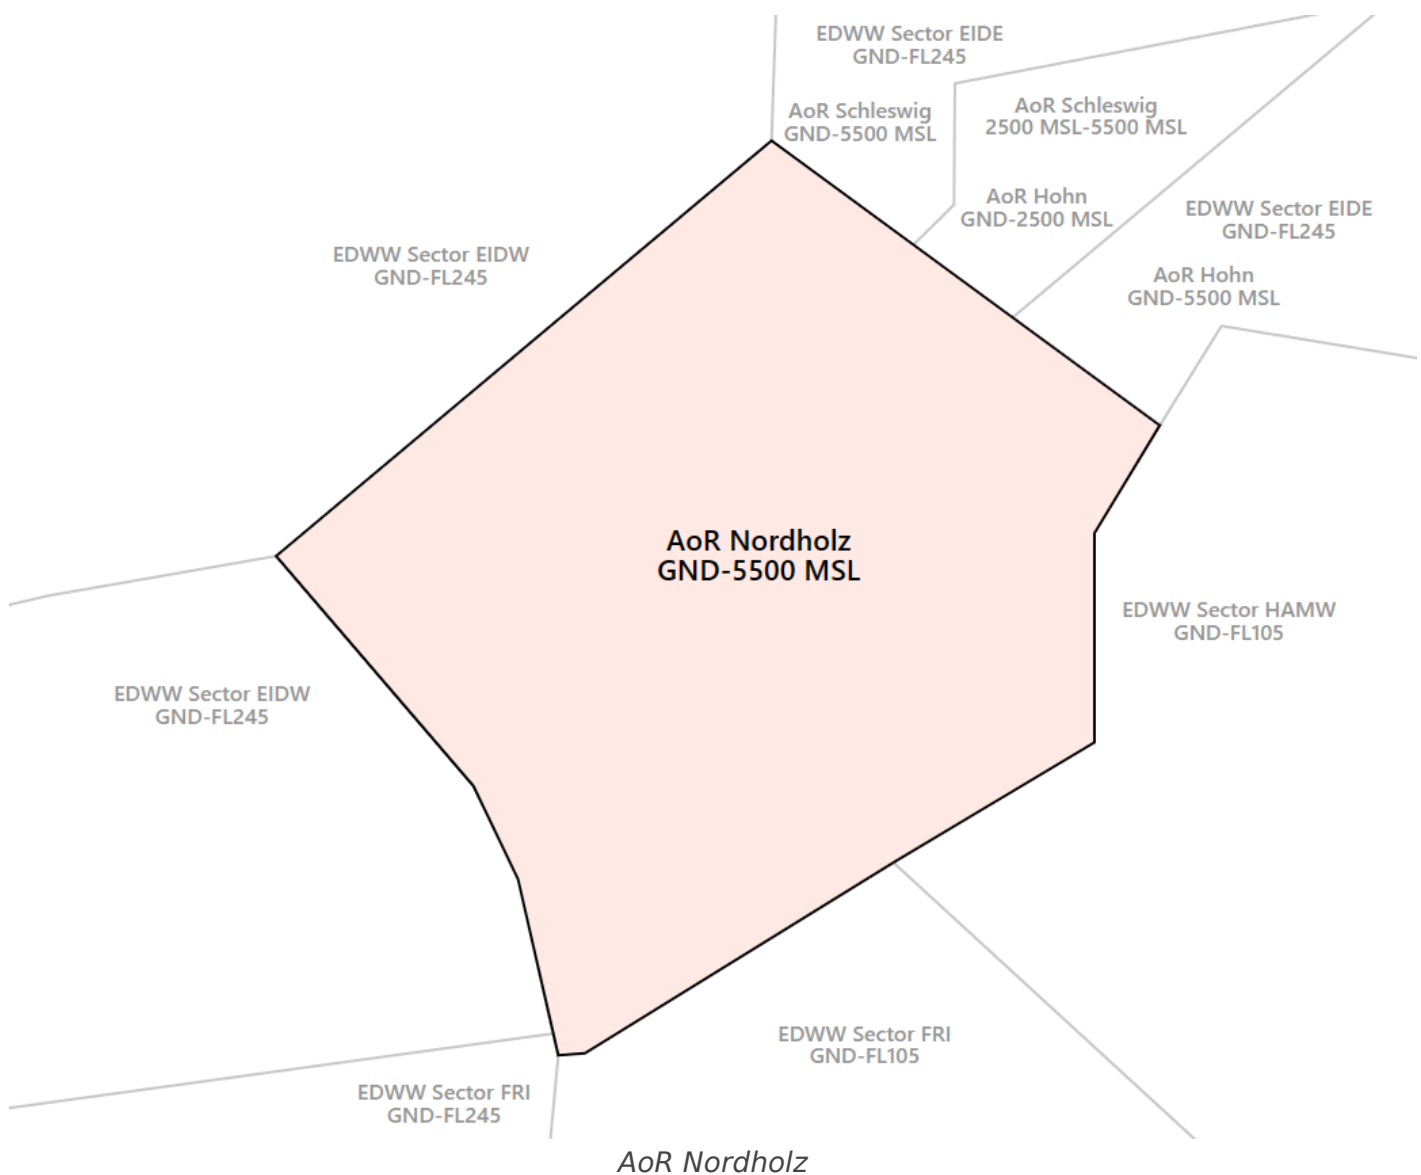 EDWW Sector EIDE
GND-FL245
AoR Schleswig
GND-5500 MSL
AoR Schleswig
2500 MSL-5500 MSL
AoR Hohn
GND-2500 MSL
EDWW Sector EIDE
GND-FL245
EDWW Sector EIDW
GND-FL245
AoR Hohn
GND-5500 MSL
AoR Nordholz
GND-5500 MSL
EDWW Sector HAMW
GND-FL105
EDWW Sector EIDW
GND-FL245
EDWW Sector FRI
GND-FL105
EDWW Sector FRI
GND-FL245
AoR Nordholz